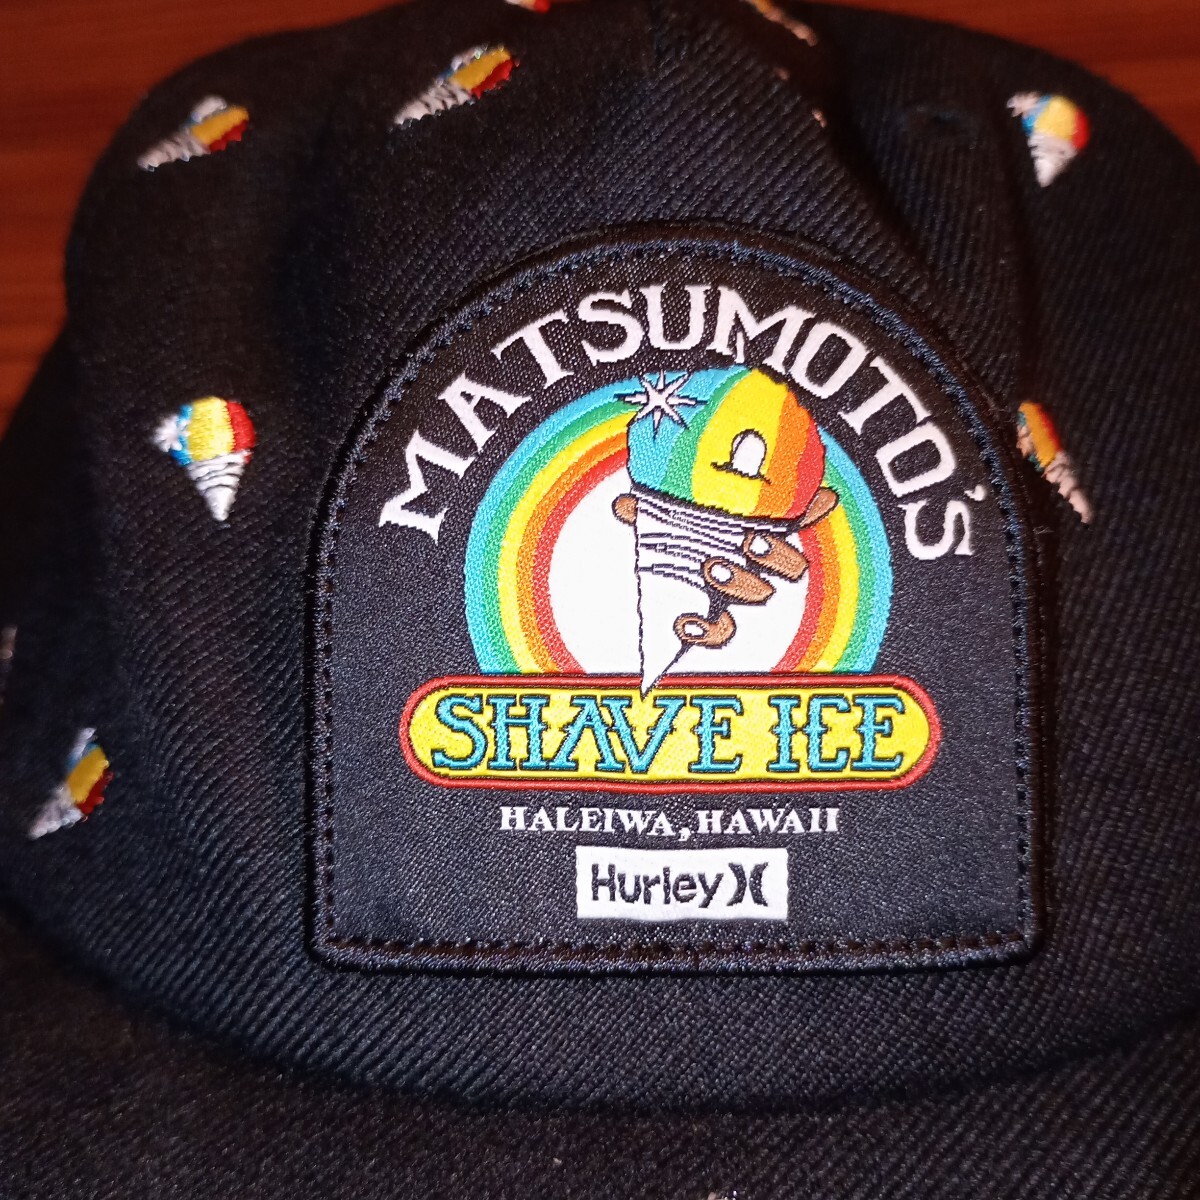 MATSUMOTO'S
SHAVE ICE
HALEIWA, HAWAII
Hurley